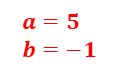 a = 5
b = −1